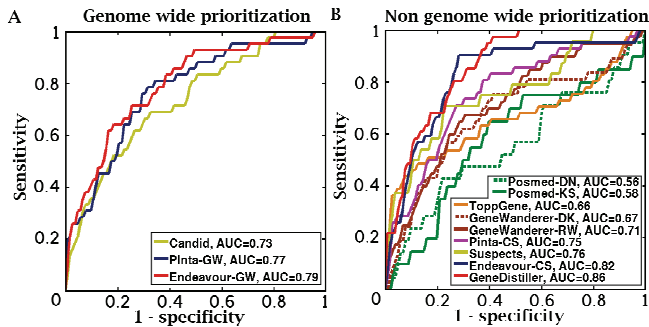 A
Genome wide prioritization
Sensitivity
1
0.8
0.6
0.4
0.2
0.2
0.4
0.6
0.8
1
1 - specificity
Candid, AUC=0.73
PInta-GW, AUC=0.77
Endeavour-GW, AUC=0.79
B
Non genome wide prioritization
Sensitivity
1
0.8
0.6
0.4
0.2
0.2
0.4
0.6
0.8
1
1 - specificity
Posmed-DN, AUC=0.56
Posmed-KS, AUC=0.58
ToppGene, AUC=0.66
GeneWanderer-DK, AUC=0.67
GeneWanderer-RW, AUC=0.71
Pinta-CS, AUC=0.75
Suspects, AUC=0.76
Endeavour-CS, AUC=0.82
GeneDistiller, AUC=0.86